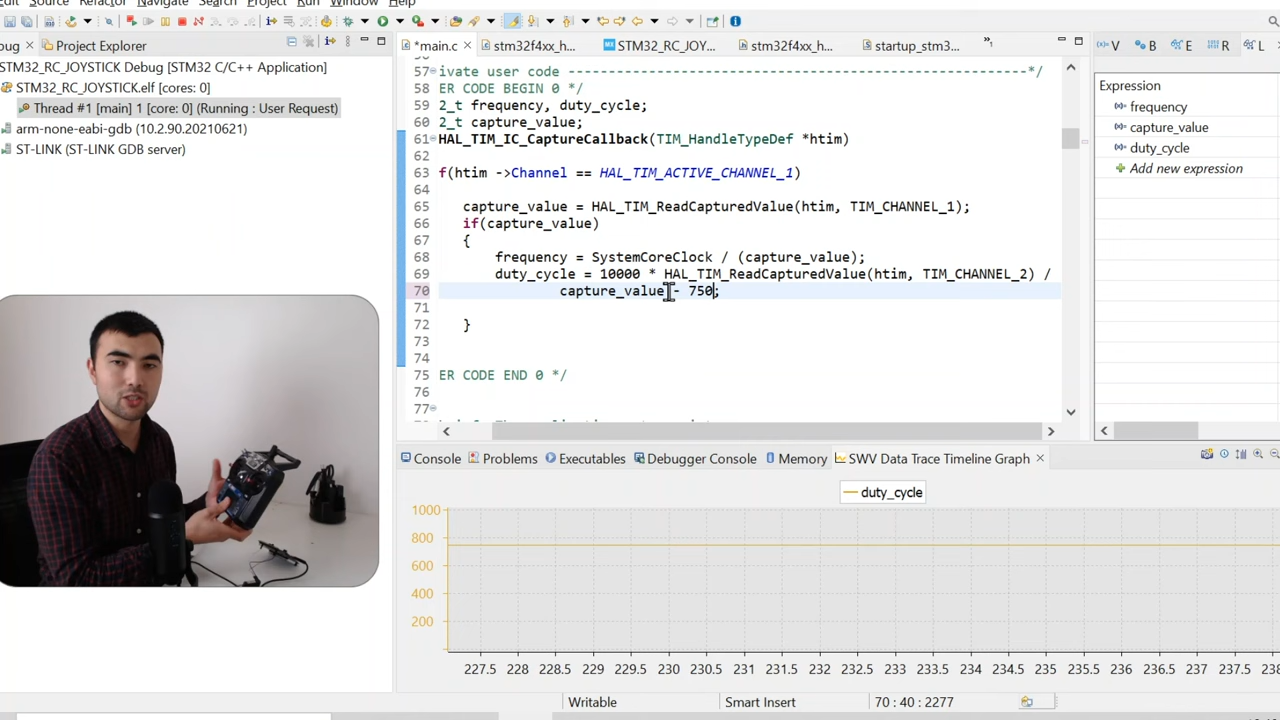 Source Refactor Navigate Search Project Run Window Help
bug Project Explorer
STM32_RC_JOYSTICK Debug [STM32 C/C++ Application]
STM32_RC_JOYSTICK.elf [cores: 0]
Thread #1 [main] 1 [core: 0] (Running : User Request)
arm-none-eabi-gdb (10.2.90.20210621)
ST-LINK (ST-LINK GDB server)
*main.c stm32f4xx_h... STM32_RC_JOY... stm32f4xx_h... startup_stm3...
V B E R L
57 ivate user code ---------------------------------------------------------*/
58 ER CODE BEGIN 0 */
59 2_t frequency, duty_cycle;
60 2_t capture_value;
61 HAL_TIM_IC_CaptureCallback(TIM_HandleTypeDef *htim)
62
63 f(htim ->Channel == HAL_TIM_ACTIVE_CHANNEL_1)
64
65 capture_value = HAL_TIM_ReadCapturedValue(htim, TIM_CHANNEL_1);
66 if(capture_value)
67 {
68 frequency = SystemCoreClock / (capture_value);
69 duty_cycle = 10000 * HAL_TIM_ReadCapturedValue(htim, TIM_CHANNEL_2) /
70 capture_value - 750;
71
72 }
73
74
75 ER CODE END 0 */
76
77
Expression
frequency
capture_value
duty_cycle
Add new expression
Console Problems Executables Debugger Console Memory SWV Data Trace Timeline Graph
duty_cycle
1000
800
600
400
200
227.5 228 228.5 229 229.5 230 230.5 231 231.5 232 232.5 233 233.5 234 234.5 235 235.5 236 236.5 237 237.5 238
Writable Smart Insert 70 : 40 : 2277